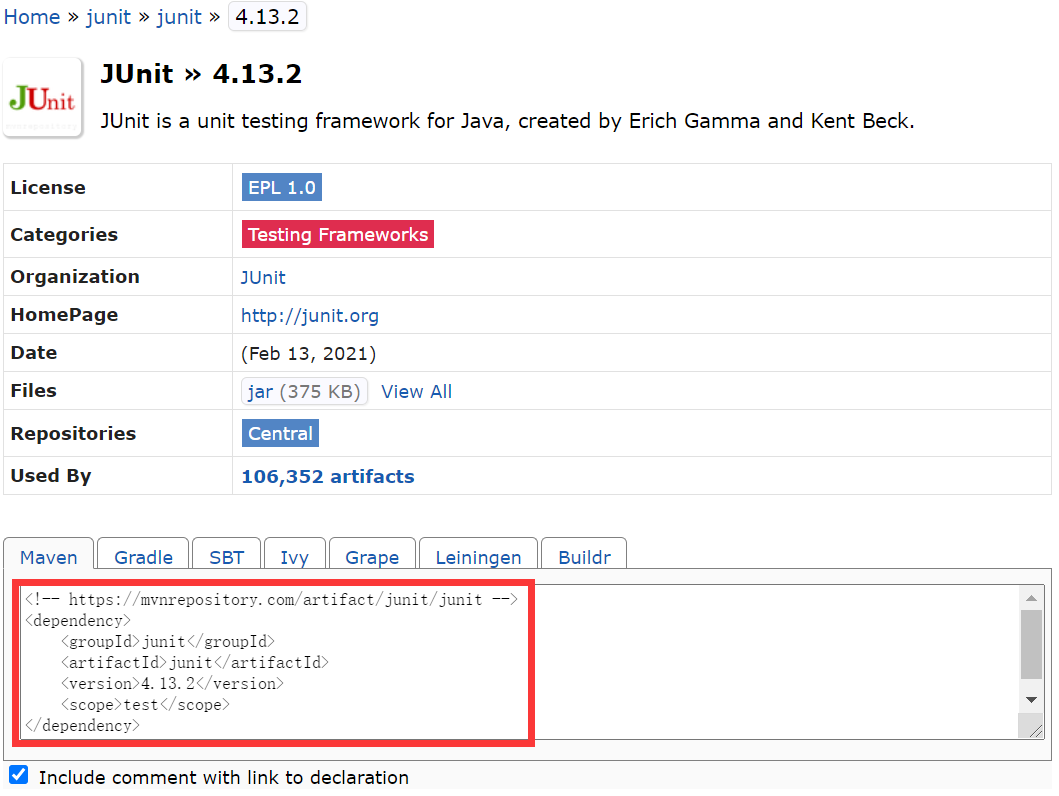 Home » junit » junit » 4.13.2
JUnit » 4.13.2
JUnit
JUnit is a unit testing framework for Java, created by Erich Gamma and Kent Beck.
License EPL 1.0
Categories Testing Frameworks
Organization JUnit
HomePage http://junit.org
Date (Feb 13, 2021)
Files jar (375 KB) View All
Repositories Central
Used By 106,352 artifacts
Maven Gradle SBT Ivy Grape Leiningen Buildr
<!-- https://mvnrepository.com/artifact/junit/junit -->
<dependency>
    <groupId>junit</groupId>
    <artifactId>junit</artifactId>
    <version>4.13.2</version>
    <scope>test</scope>
</dependency>
Include comment with link to declaration